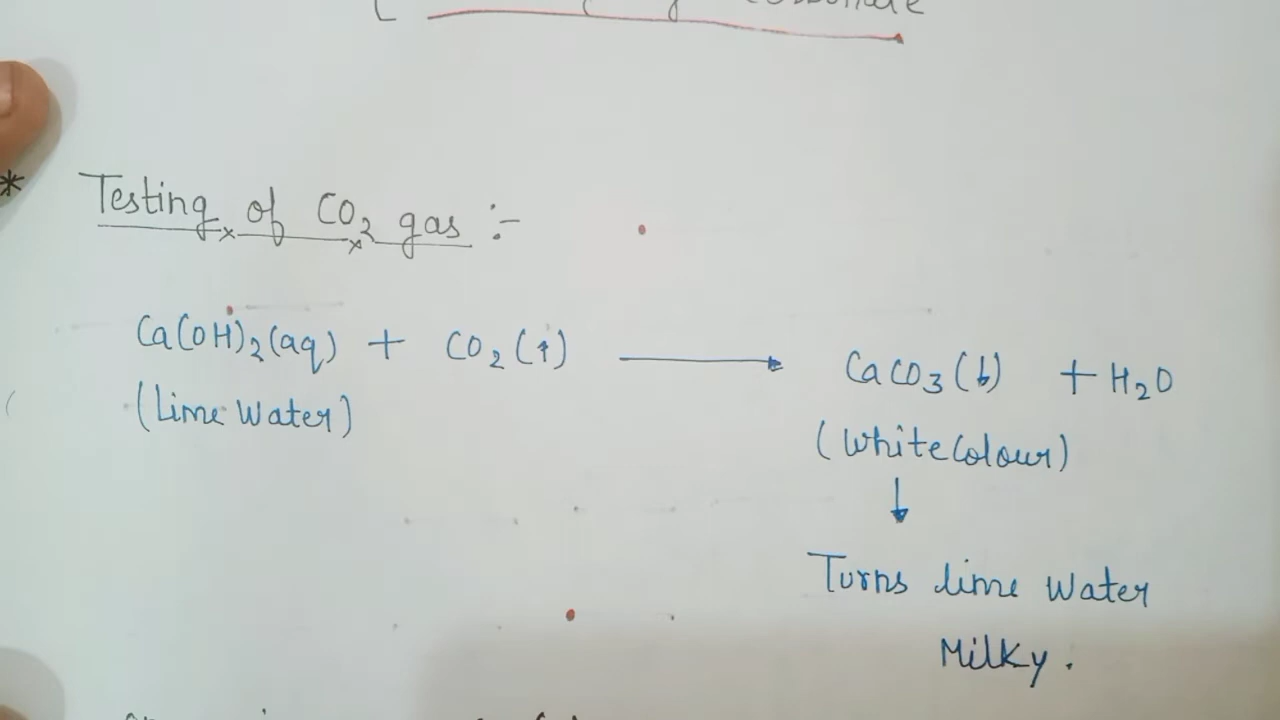 * Testing of CO2 gas :-
Ca(OH)2(aq) + CO2(↑) ⟶ CaCO3(↓) + H2O
(Lime Water) (White Colour)
↓
Turns lime Water
Milky.